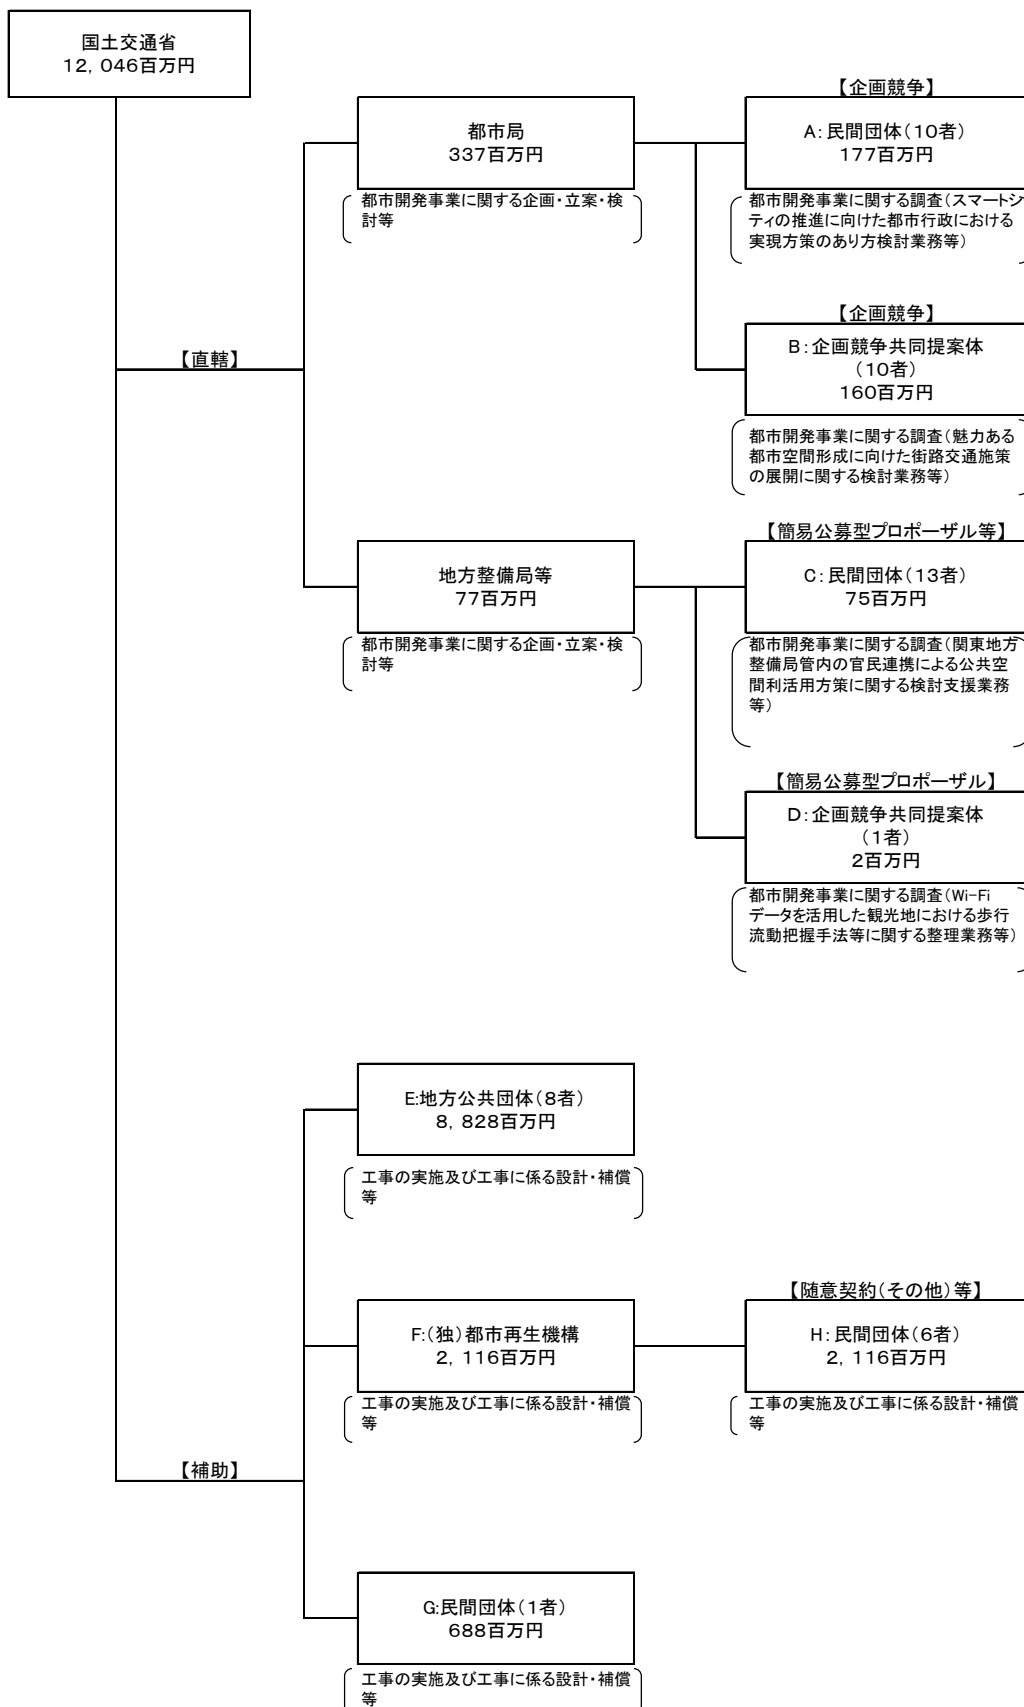 国土交通省
12，046百万円
【直轄】
都市局
337百万円
都市開発事業に関する企画・立案・検
討等
【企画競争】
A：民間団体（10者）
177百万円
都市開発事業に関する調査（スマートシ
ティの推進に向けた都市行政における
実現方策のあり方検討業務等）
【企画競争】
B：企画競争共同提案体
（10者）
160百万円
都市開発事業に関する調査（魅力ある
都市空間形成に向けた街路交通施策
の展開に関する検討業務等）
地方整備局等
77百万円
都市開発事業に関する企画・立案・検
討等
【簡易公募型プロポーザル等】
C：民間団体（13者）
75百万円
都市開発事業に関する調査（関東地方
整備局管内の官民連携による公共空
間利活用方策に関する検討支援業務
等）
【簡易公募型プロポーザル】
D：企画競争共同提案体
（1者）
2百万円
都市開発事業に関する調査（Wi-Fi
データを活用した観光地における歩行
流動把握手法等に関する整理業務等）
【補助】
E:地方公共団体（8者）
8，828百万円
工事の実施及び工事に係る設計・補償
等
F:（独）都市再生機構
2，116百万円
工事の実施及び工事に係る設計・補償
等
【随意契約（その他）等】
H：民間団体（6者）
2，116百万円
工事の実施及び工事に係る設計・補償
等
G:民間団体（1者）
688百万円
工事の実施及び工事に係る設計・補償
等